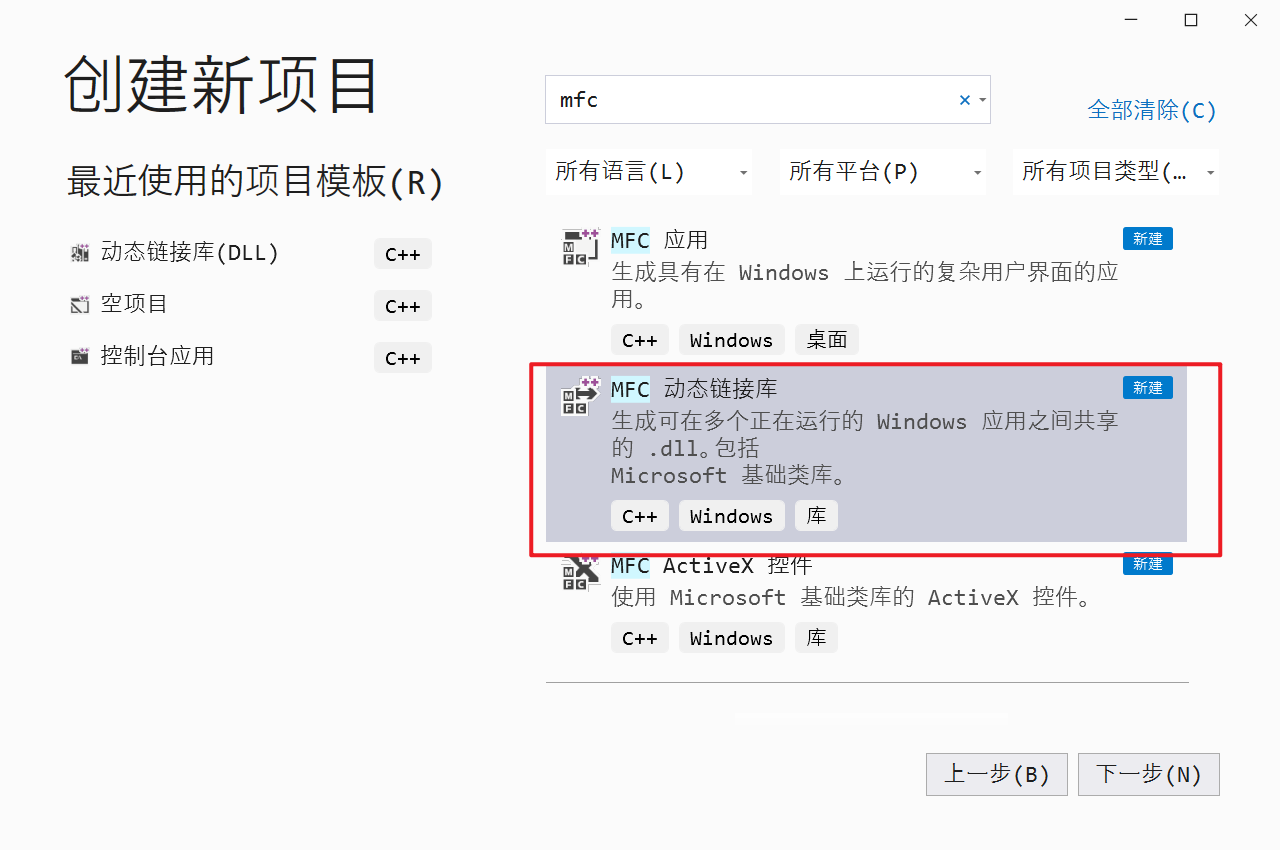 创建新项目
最近使用的项目模板(R)
动态链接库(DLL)
C++
空项目
C++
控制台应用
C++
mfc
全部清除(C)
所有语言(L)
所有平台(P)
所有项目类型(...
MFC 应用
新建
生成具有在 Windows 上运行的复杂用户界面的应
用。
C++ Windows 桌面
MFC 动态链接库
新建
生成可在多个正在运行的 Windows 应用之间共享
的 .dll。包括
Microsoft 基础类库。
C++ Windows 库
MFC ActiveX 控件
新建
使用 Microsoft 基础类库的 ActiveX 控件。
C++ Windows 库
上一步(B)
下一步(N)